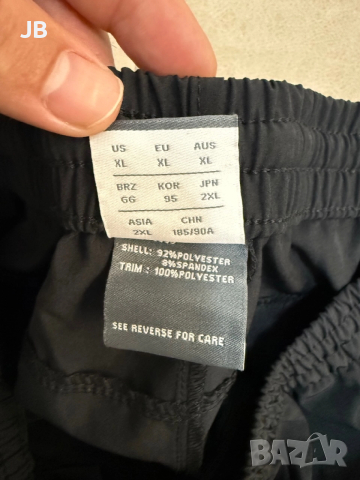 JB
US EU AUS
XL XL XL
BRZ KOR JPN
GG 95 2XL
ASIA CHN
2XL 185/90A
SHELL: 92% POLYESTER
8% SPANDEX
TRIM : 100% POLYESTER
SEE REVERSE FOR CARE
BAZAR